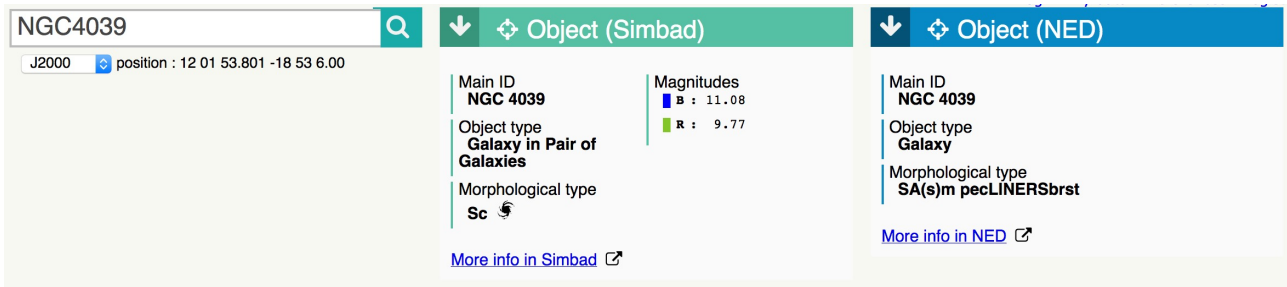 NGC4039
J2000 position : 12 01 53.801 -18 53 6.00
Object (Simbad)
Main ID
NGC 4039
Object type
Galaxy in Pair of
Galaxies
Morphological type
Sc
More info in Simbad
Magnitudes
B : 11.08
R : 9.77
Object (NED)
Main ID
NGC 4039
Object type
Galaxy
Morphological type
SA(s)m pecLINERSbrst
More info in NED